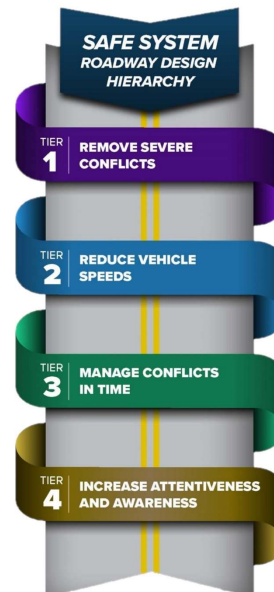 SAFE SYSTEM
ROADWAY DESIGN
HIERARCHY
TIER
1
REMOVE SEVERE
CONFLICTS
TIER
2
REDUCE VEHICLE
SPEEDS
TIER
3
MANAGE CONFLICTS
IN TIME
TIER
4
INCREASE ATTENTIVENESS
AND AWARENESS